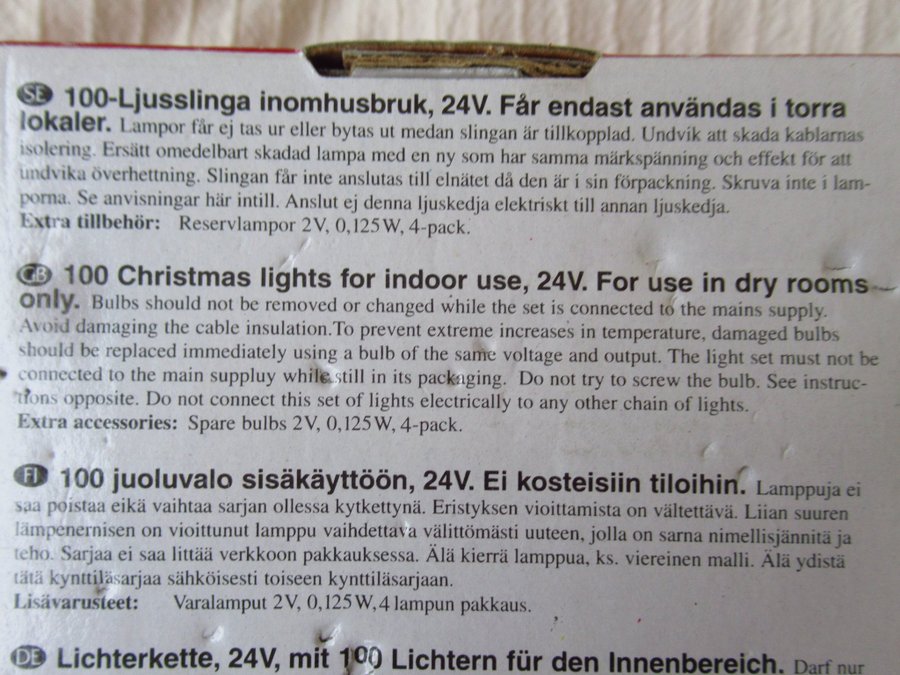 SE 100-Ljusslinga inomhusbruk, 24V. Får endast användas i torra
lokaler. Lampor får ej tas ur eller bytas ut medan slingan är tillkopplad. Undvik att skada kablarnas
isolering. Ersätt omedelbart skadad lampa med en ny som har samma märkspänning och effekt för att
undvika överhettning. Slingan får inte anslutas till elnätet då den är i sin förpackning. Skruva inte i lam-
porna. Se anvisningar här intill. Anslut ej denna ljuskedja elektriskt till annan ljuskedja.
Extra tillbehör: Reservlampor 2V, 0,125W, 4-pack.
GB 100 Christmas lights for indoor use, 24V. For use in dry rooms
only. Bulbs should not be removed or changed while the set is connected to the mains supply.
Avoid damaging the cable insulation.To prevent extreme increases in temperature, damaged bulbs
should be replaced immediately using a bulb of the same voltage and output. The light set must not be
connected to the main suppluy while still in its packaging. Do not try to screw the bulb. See instruc-
tions opposite. Do not connect this set of lights electrically to any other chain of lights.
Extra accessories: Spare bulbs 2V, 0,125W, 4-pack.
FI 100 juoluvalo sisäkäyttöön, 24V. Ei kosteisiin tiloihin. Lamppuja ei
saa poistaa eikä vaihtaa sarjan ollessa kytkettynä. Eristyksen vioittamista on vältettävä. Liian suuren
lämpenernisen on vioittunut lamppu vaihdettava välittömästi uuteen, jolla on sarna nimellisjännitä ja
teho. Sarjaa ei saa littää verkkoon pakkauksessa. Älä kierrä lamppua, ks. viereinen malli. Älä ydistä
tätä kynttiläsarjaa sähköisesti toiseen kynttiläsarjaan.
Lisävarusteet: Varalamput 2V, 0,125W, 4 lampun pakkaus.
DE Lichterkette, 24V, mit 100 Lichtern für den Innenbereich. Darf nur